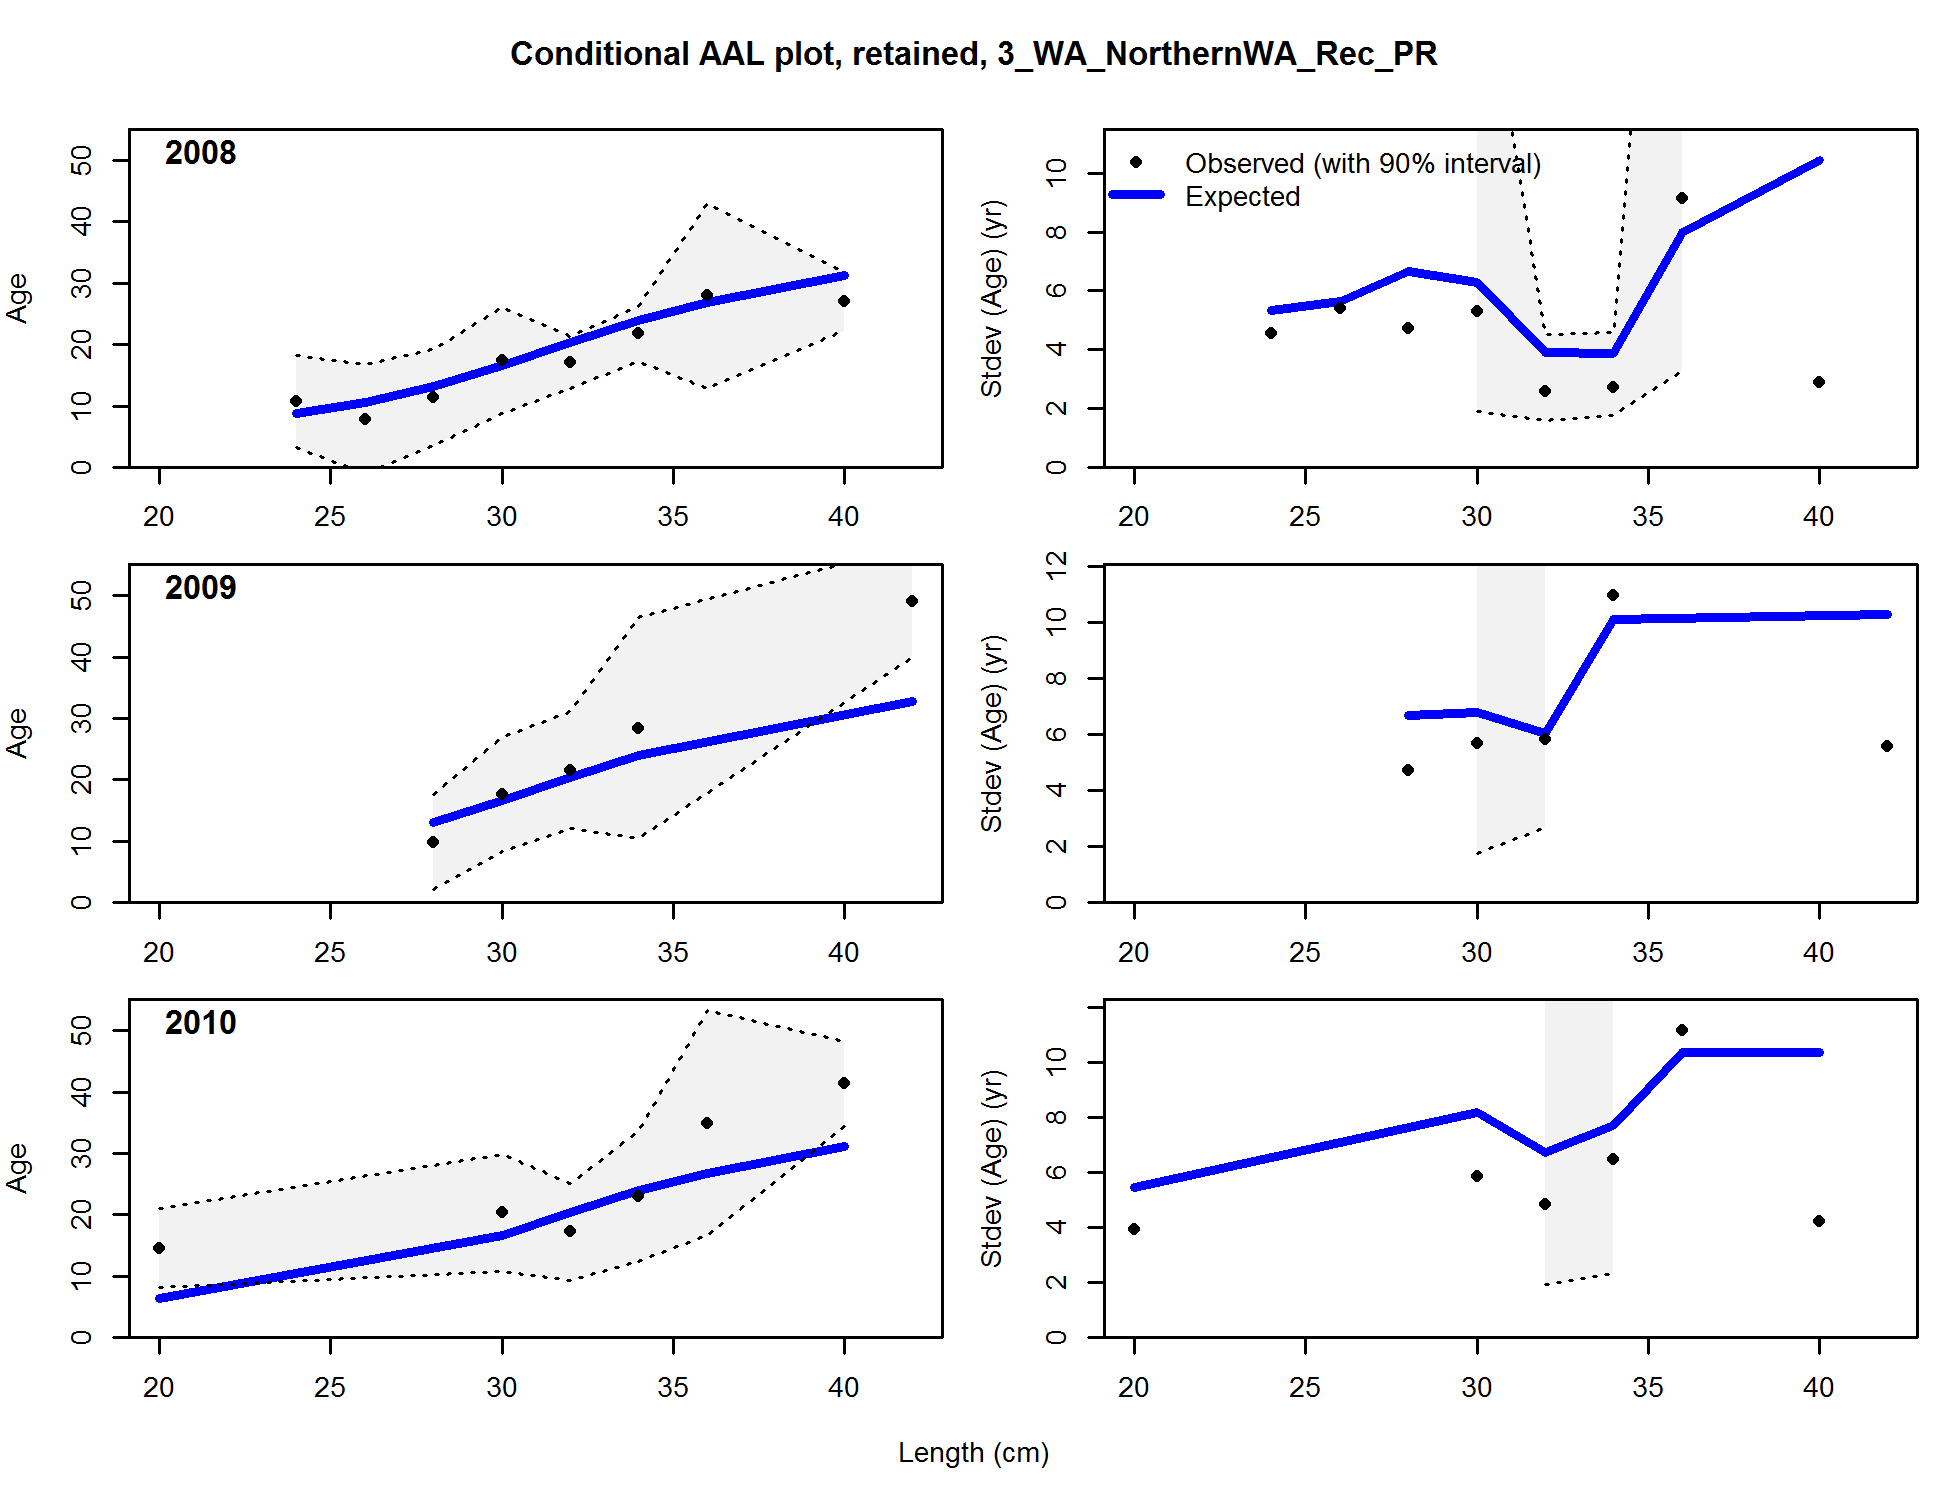 Conditional AAL plot, retained, 3_WA_NorthernWA_Rec_PR
2008
Age
0 10 20 30 40 50
20 25 30 35 40
Observed (with 90% interval)
Expected
Stdev (Age) (yr)
0 2 4 6 8 10
20 25 30 35 40
2009
Age
0 10 20 30 40 50
20 25 30 35 40
Stdev (Age) (yr)
0 2 4 6 8 10 12
20 25 30 35 40
2010
Age
0 10 20 30 40 50
20 25 30 35 40
Stdev (Age) (yr)
0 2 4 6 8 10
20 25 30 35 40
Length (cm)